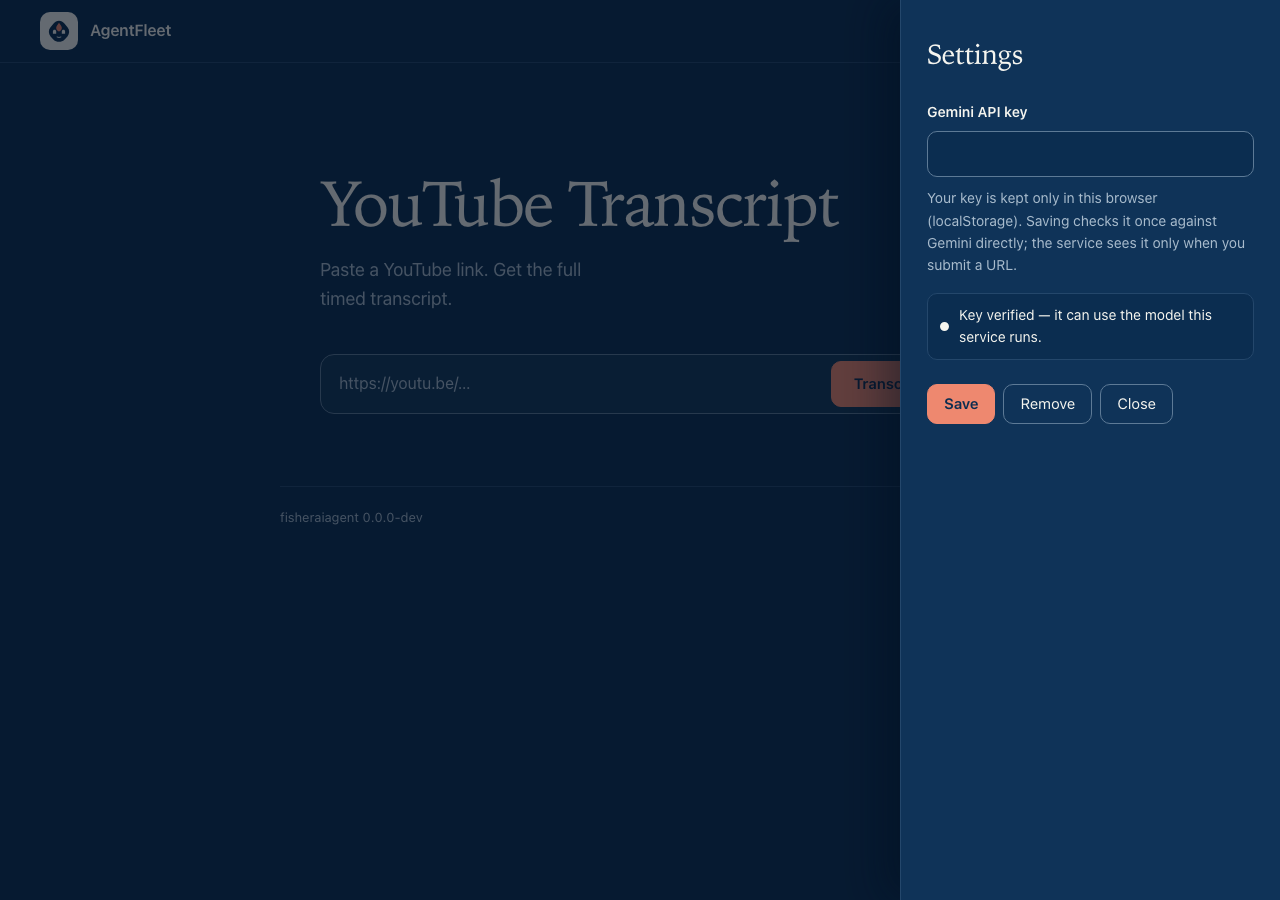 AgentFleet
YouTube Transcript
Paste a YouTube link. Get the full
timed transcript.
https://youtu.be/...
Transc
fisheraiagent 0.0.0-dev
Settings
Gemini API key
Your key is kept only in this browser
(localStorage). Saving checks it once against
Gemini directly; the service sees it only when you
submit a URL.
Key verified — it can use the model this
service runs.
Save
Remove
Close